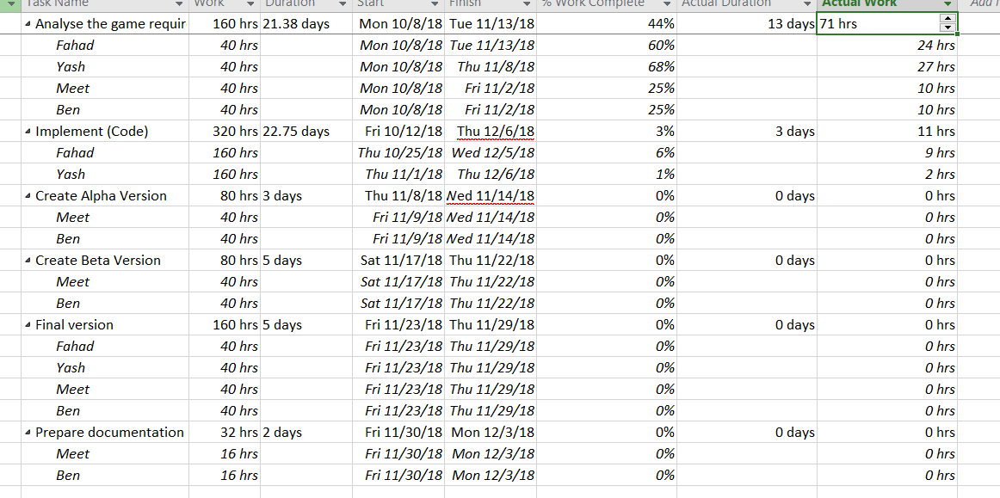 Task Name Work Duration Start Finish % Work Complete Actual Duration Actual Work Add
Analyse the game requir 160 hrs 21.38 days Mon 10/8/18 Tue 11/13/18 44% 13 days 71 hrs
Fahad 40 hrs Mon 10/8/18 Tue 11/13/18 60% 24 hrs
Yash 40 hrs Mon 10/8/18 Thu 11/8/18 68% 27 hrs
Meet 40 hrs Mon 10/8/18 Fri 11/2/18 25% 10 hrs
Ben 40 hrs Mon 10/8/18 Fri 11/2/18 25% 10 hrs
Implement (Code) 320 hrs 22.75 days Fri 10/12/18 Thu 12/6/18 3% 3 days 11 hrs
Fahad 160 hrs Thu 10/25/18 Wed 12/5/18 6% 9 hrs
Yash 160 hrs Thu 11/1/18 Thu 12/6/18 1% 2 hrs
Create Alpha Version 80 hrs 3 days Thu 11/8/18 Wed 11/14/18 0% 0 days 0 hrs
Meet 40 hrs Fri 11/9/18 Wed 11/14/18 0% 0 hrs
Ben 40 hrs Fri 11/9/18 Wed 11/14/18 0% 0 hrs
Create Beta Version 80 hrs 5 days Sat 11/17/18 Thu 11/22/18 0% 0 days 0 hrs
Meet 40 hrs Sat 11/17/18 Thu 11/22/18 0% 0 hrs
Ben 40 hrs Sat 11/17/18 Thu 11/22/18 0% 0 hrs
Final version 160 hrs 5 days Fri 11/23/18 Thu 11/29/18 0% 0 days 0 hrs
Fahad 40 hrs Fri 11/23/18 Thu 11/29/18 0% 0 hrs
Yash 40 hrs Fri 11/23/18 Thu 11/29/18 0% 0 hrs
Meet 40 hrs Fri 11/23/18 Thu 11/29/18 0% 0 hrs
Ben 40 hrs Fri 11/23/18 Thu 11/29/18 0% 0 hrs
Prepare documentation 32 hrs 2 days Fri 11/30/18 Mon 12/3/18 0% 0 days 0 hrs
Meet 16 hrs Fri 11/30/18 Mon 12/3/18 0% 0 hrs
Ben 16 hrs Fri 11/30/18 Mon 12/3/18 0% 0 hrs